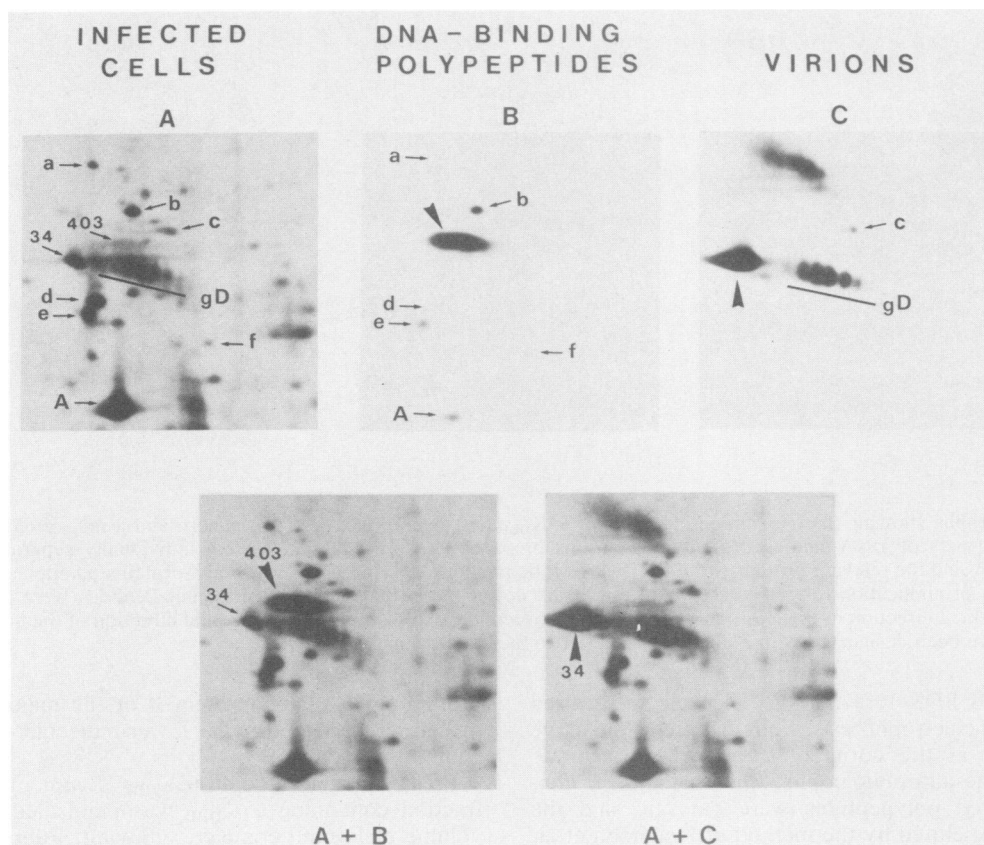 INFECTED CELLS
DNA-BINDING POLYPEPTIDES
VIRIONS
A
B
C
a
b
c
403
34
gD
d
e
f
A
a
b
d
e
f
A
c
gD
403
34
34
A + B
A + C